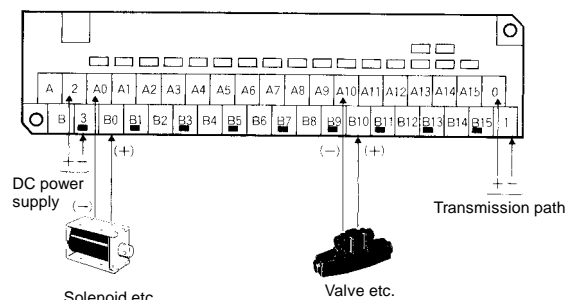 A 2 A0 A1 A2 A3 A4 A5 A6 A7 A8 A9 A10 A11 A12 A13 A14 A15 0
B 3 B0 B1 B2 B3 B4 B5 B6 B7 B8 B9 B10 B11 B12 B13 B14 B15 1
(+)
(−) (+)
+ −
DC power
supply
(−)
+ −
Transmission path
Solenoid etc.
Valve etc.